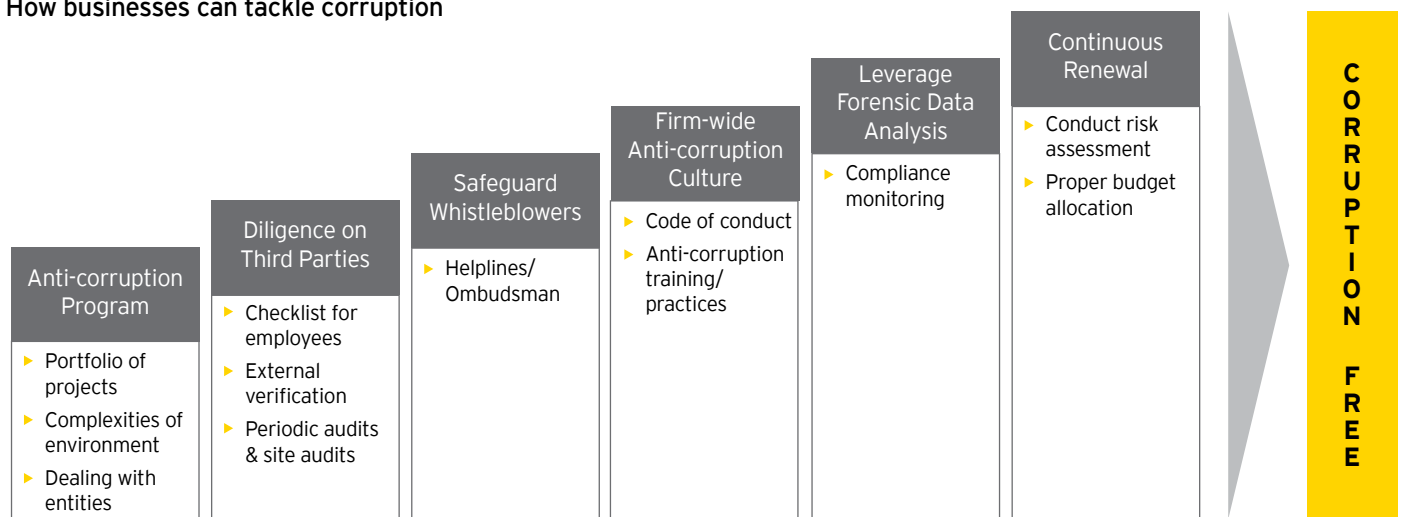 How businesses can tackle corruption
Anti-corruption
Program
Portfolio of
projects
Complexities of
environment
Dealing with
entities
Diligence on
Third Parties
Checklist for
employees
External
verification
Periodic audits
& site audits
Safeguard
Whistleblowers
Helplines/
Ombudsman
Firm-wide
Anti-corruption
Culture
Code of conduct
Anti-corruption
training/
practices
Leverage
Forensic Data
Analysis
Compliance
monitoring
Continuous
Renewal
Conduct risk
assessment
Proper budget
allocation
CORRUPTION FREE